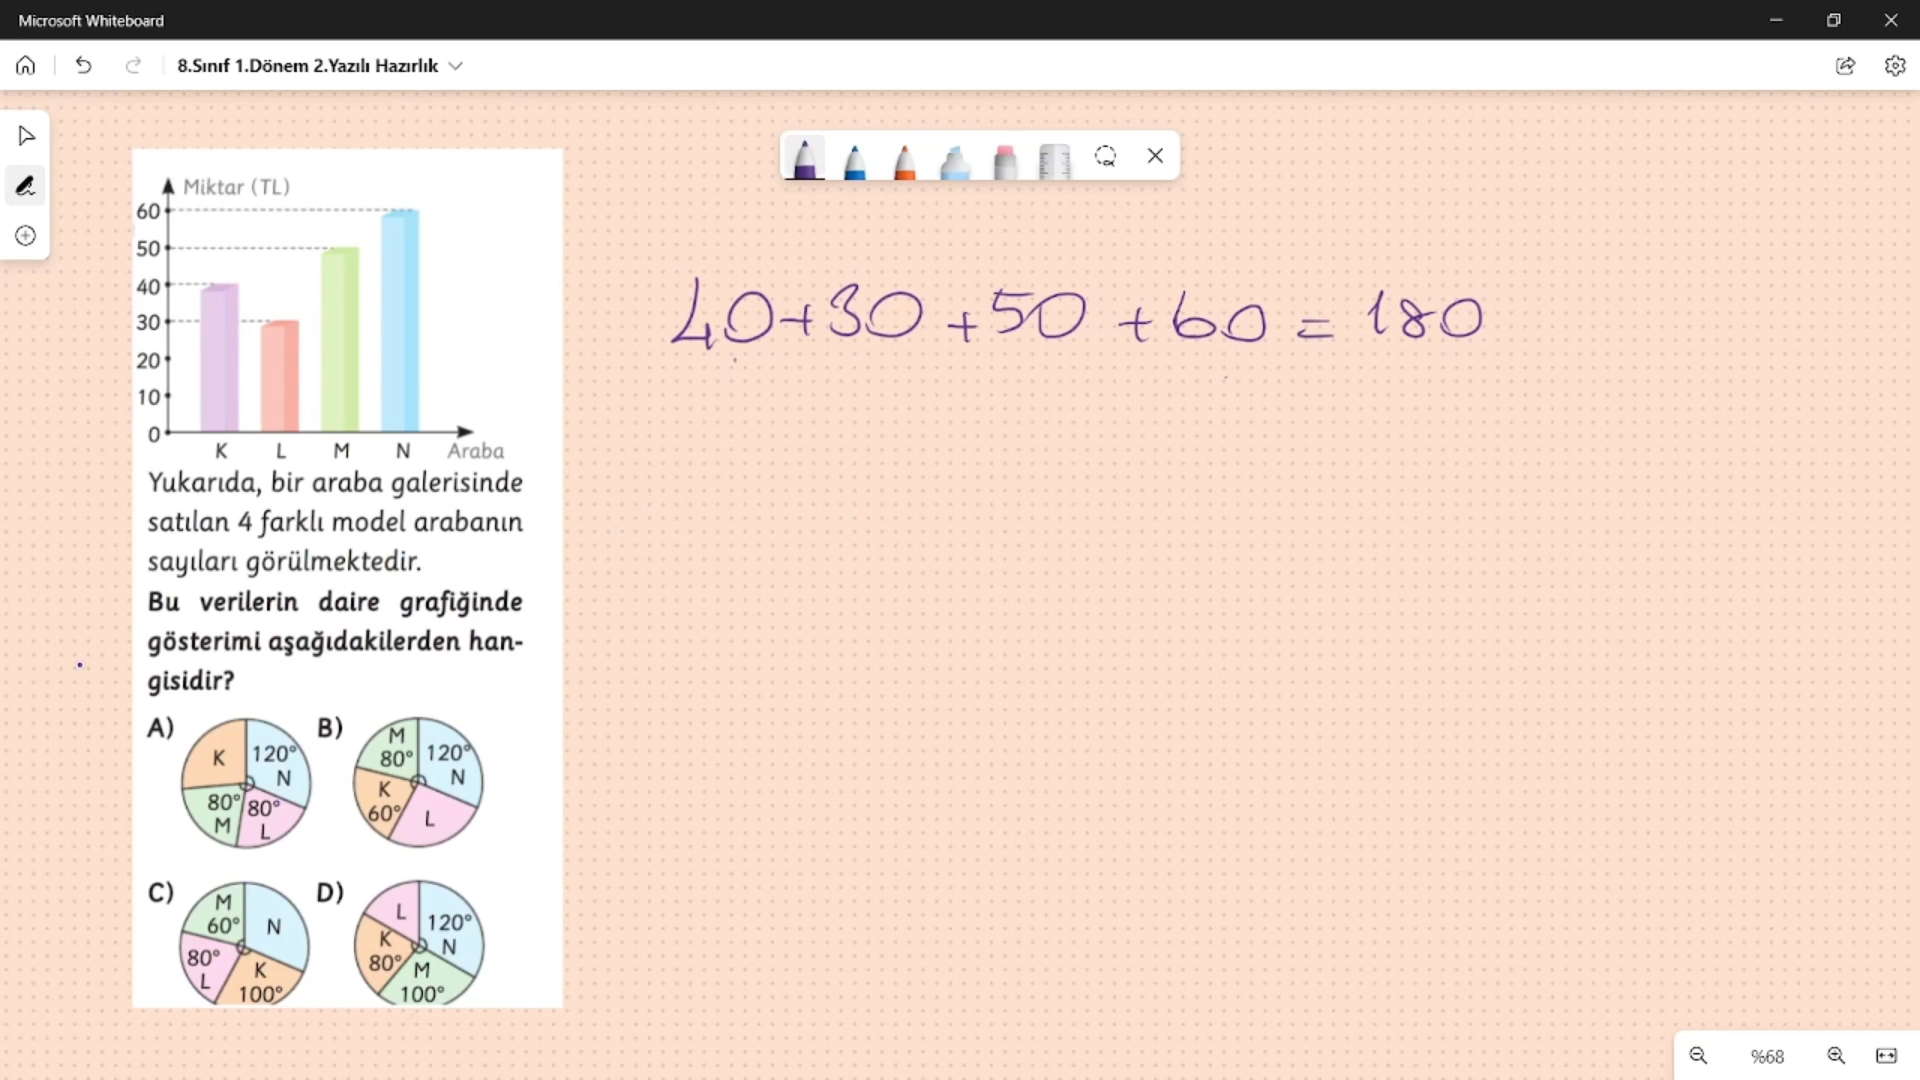 Microsoft Whiteboard
8.Sınıf 1.Dönem 2.Yazılı Hazırlık
Miktar (TL)
60
50
40
30
20
10
0
K L M N Araba
40+30+50+60=180
Yukarıda, bir araba galerisinde
satılan 4 farklı model arabanın
sayıları görülmektedir.
Bu verilerin daire grafiğinde
gösterimi aşağıdakilerden han-
gisidir?
A)
K
120°
N
80°
M
80°
L
B)
M
80°
120°
N
K
60°
L
C)
M
60°
N
80°
L
K
100°
D)
L
120°
N
K
80°
M
100°
%68